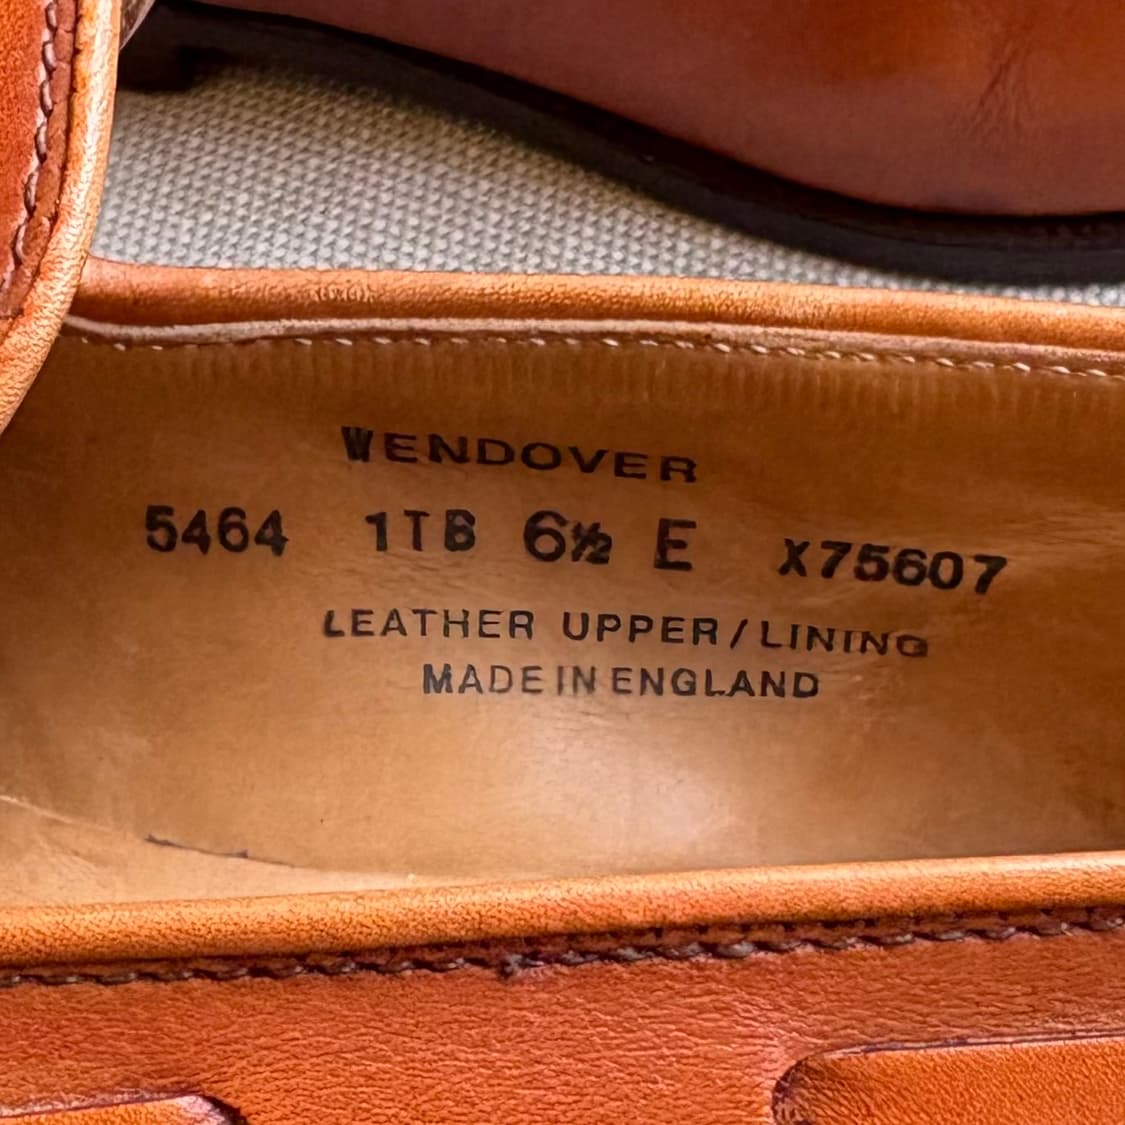 WENDOVER
5464 1TB 6½ E X75607
LEATHER UPPER/LINING
MADE IN ENGLAND